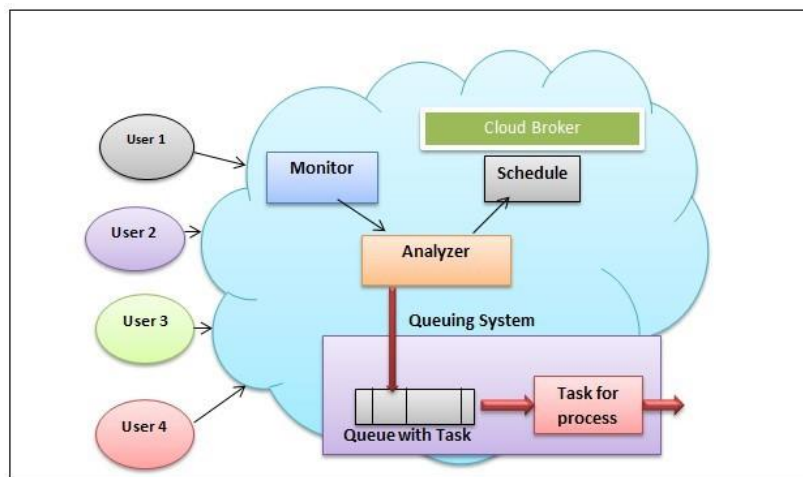 User 1
User 2
User 3
User 4
Cloud Broker
Monitor
Schedule
Analyzer
Queuing System
Queue with Task
Task for
process